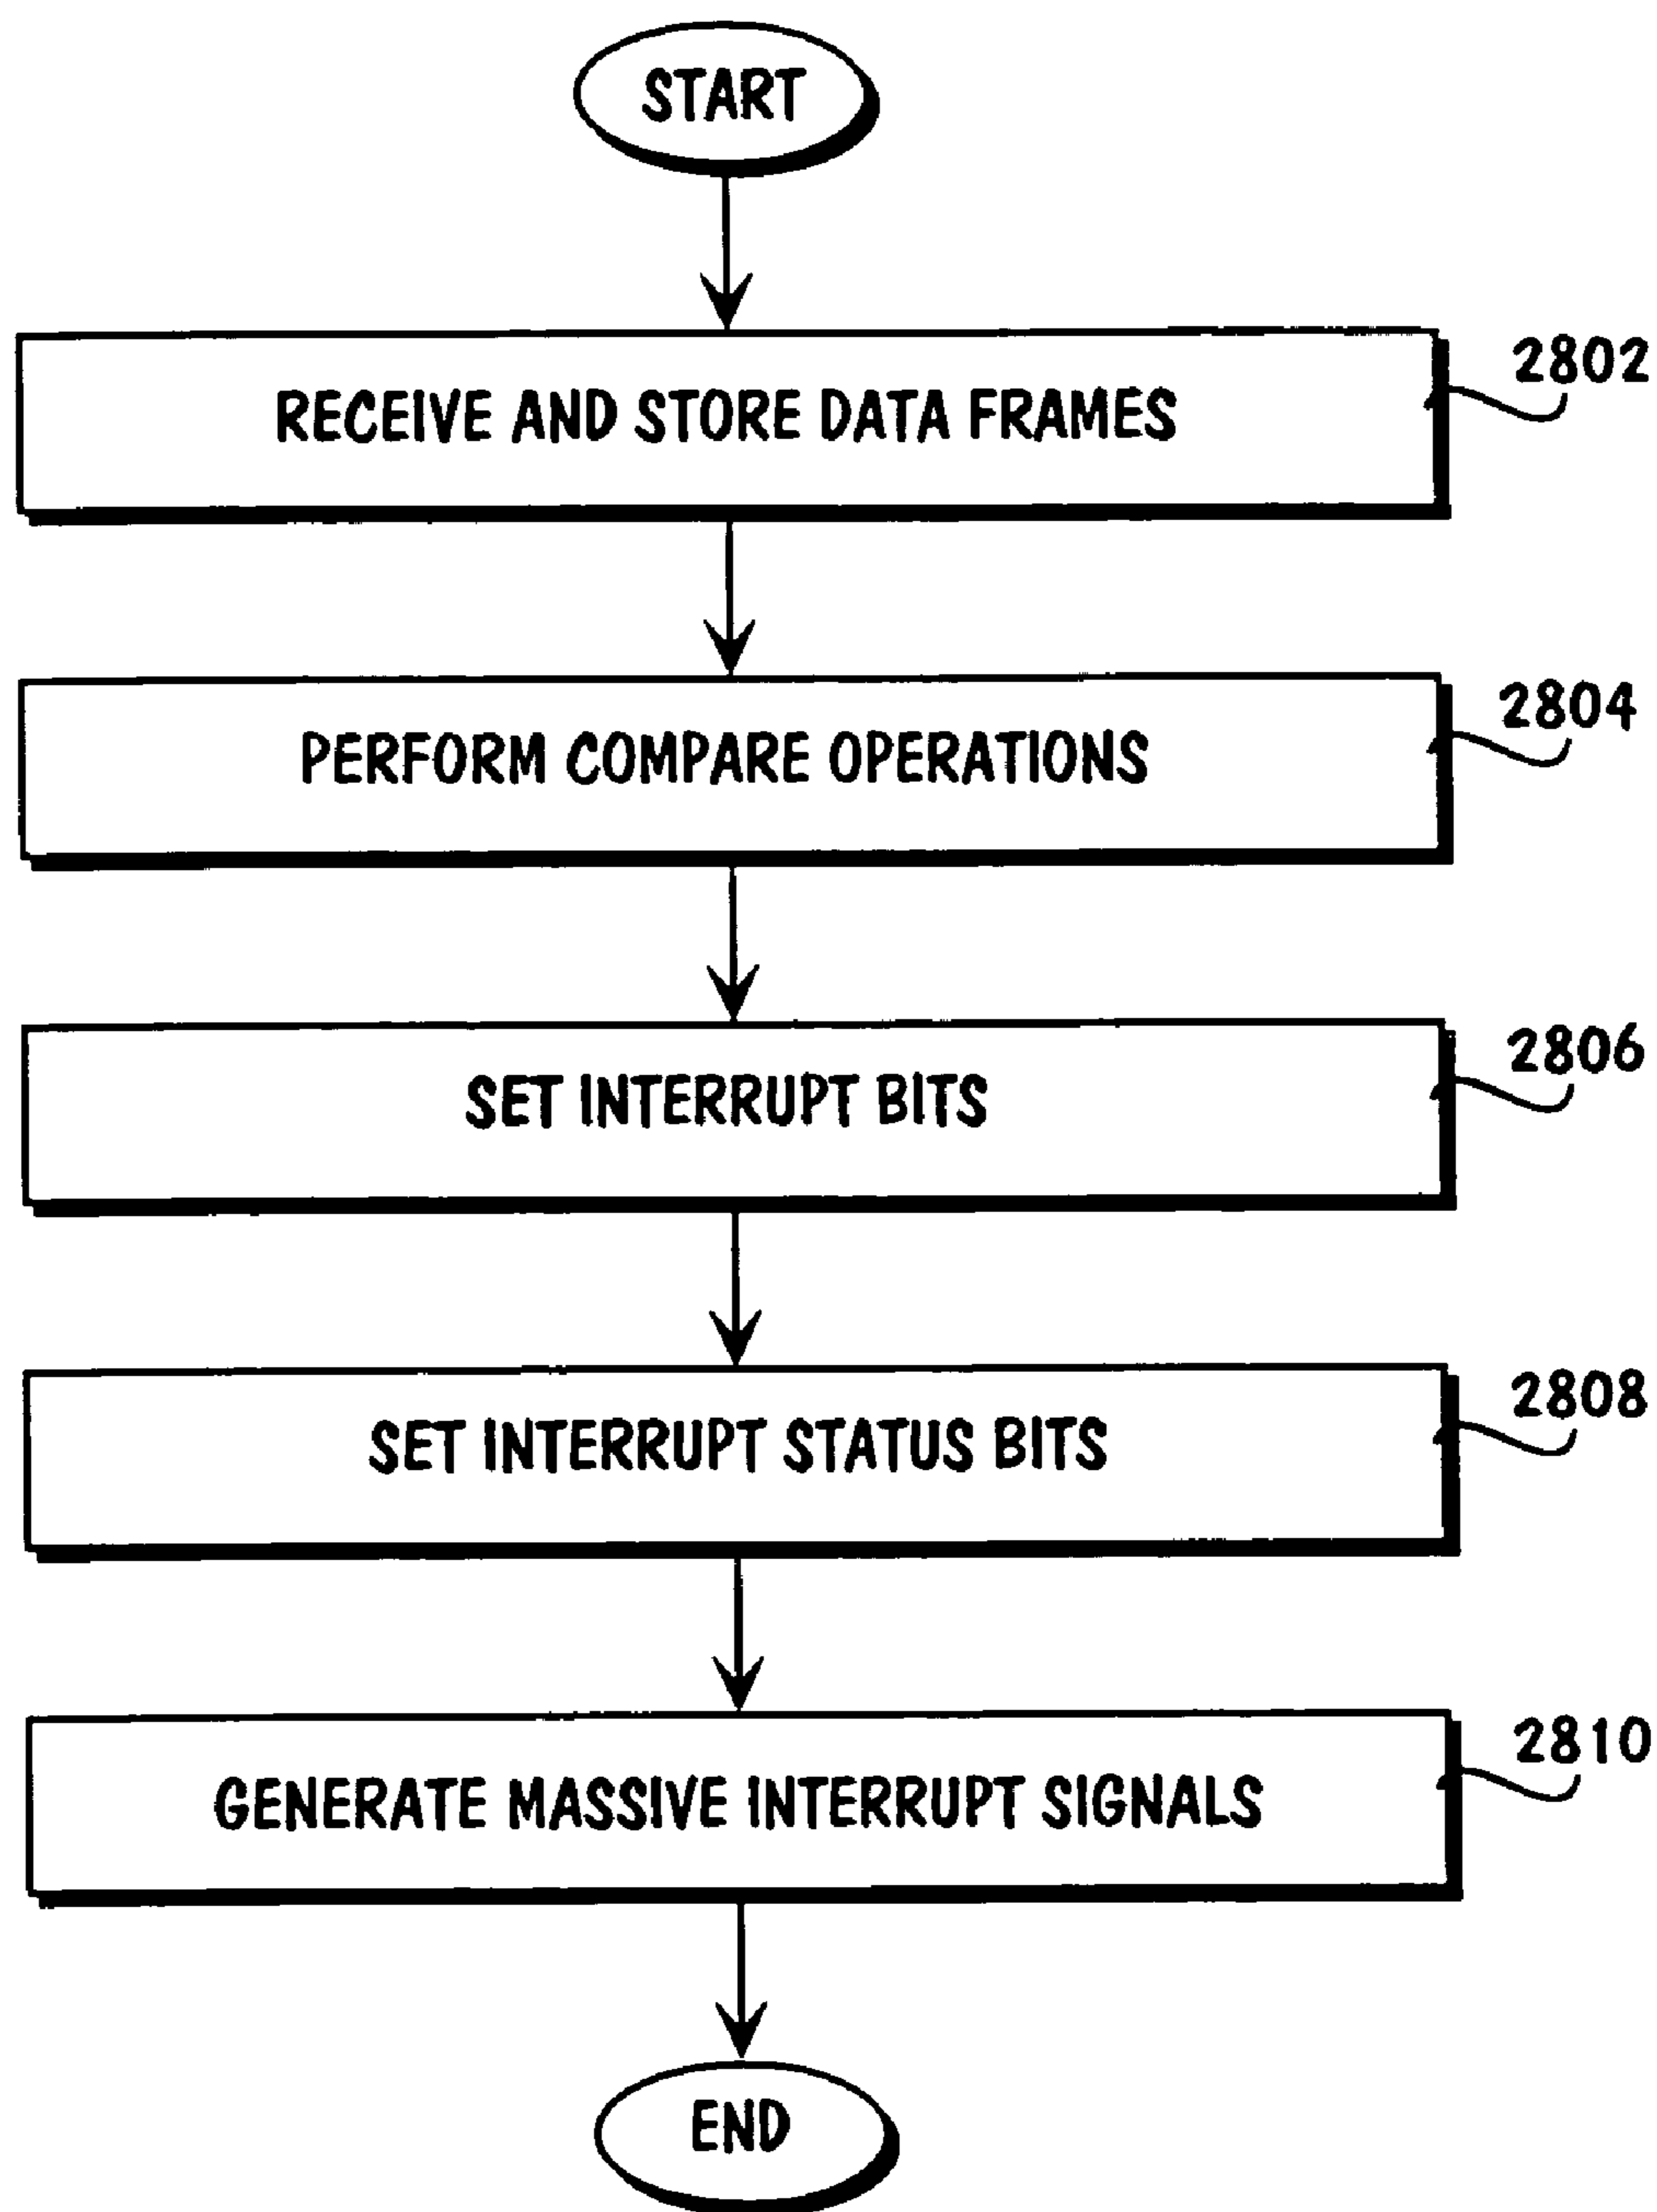 START
RECEIVE AND STORE DATA FRAMES
2802
PERFORM COMPARE OPERATIONS
2804
SET INTERRUPT BITS
2806
SET INTERRUPT STATUS BITS
2808
GENERATE MASSIVE INTERRUPT SIGNALS
2810
END